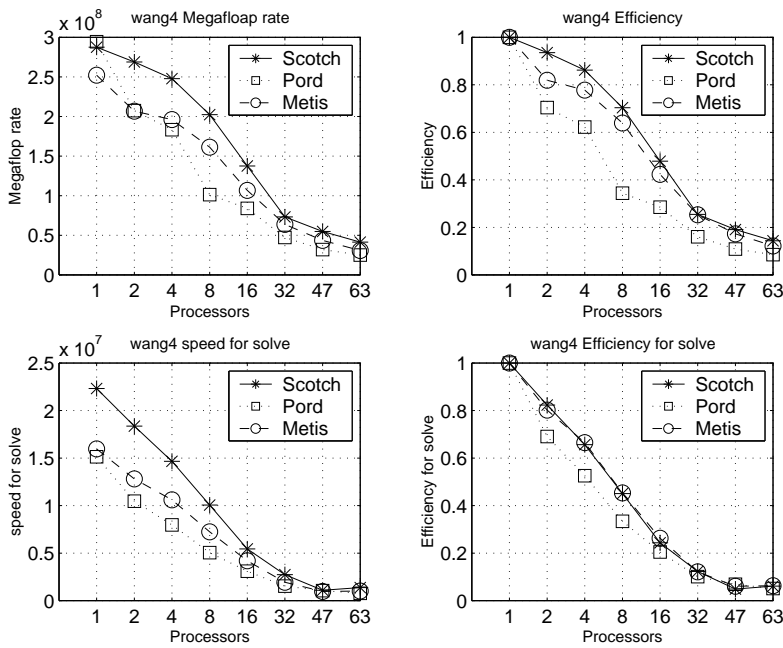 wang4 Megafloap rate
x 10^8
3
2.5
2
1.5
1
0.5
0
Megaflop rate
1 2 4 8 16 32 47 63
Processors
Scotch
Pord
Metis
wang4 Efficiency
1
0.8
0.6
0.4
0.2
0
Efficiency
1 2 4 8 16 32 47 63
Processors
Scotch
Pord
Metis
wang4 speed for solve
x 10^7
2.5
2
1.5
1
0.5
0
speed for solve
1 2 4 8 16 32 47 63
Processors
Scotch
Pord
Metis
wang4 Efficiency for solve
1
0.8
0.6
0.4
0.2
0
Efficiency for solve
1 2 4 8 16 32 47 63
Processors
Scotch
Pord
Metis